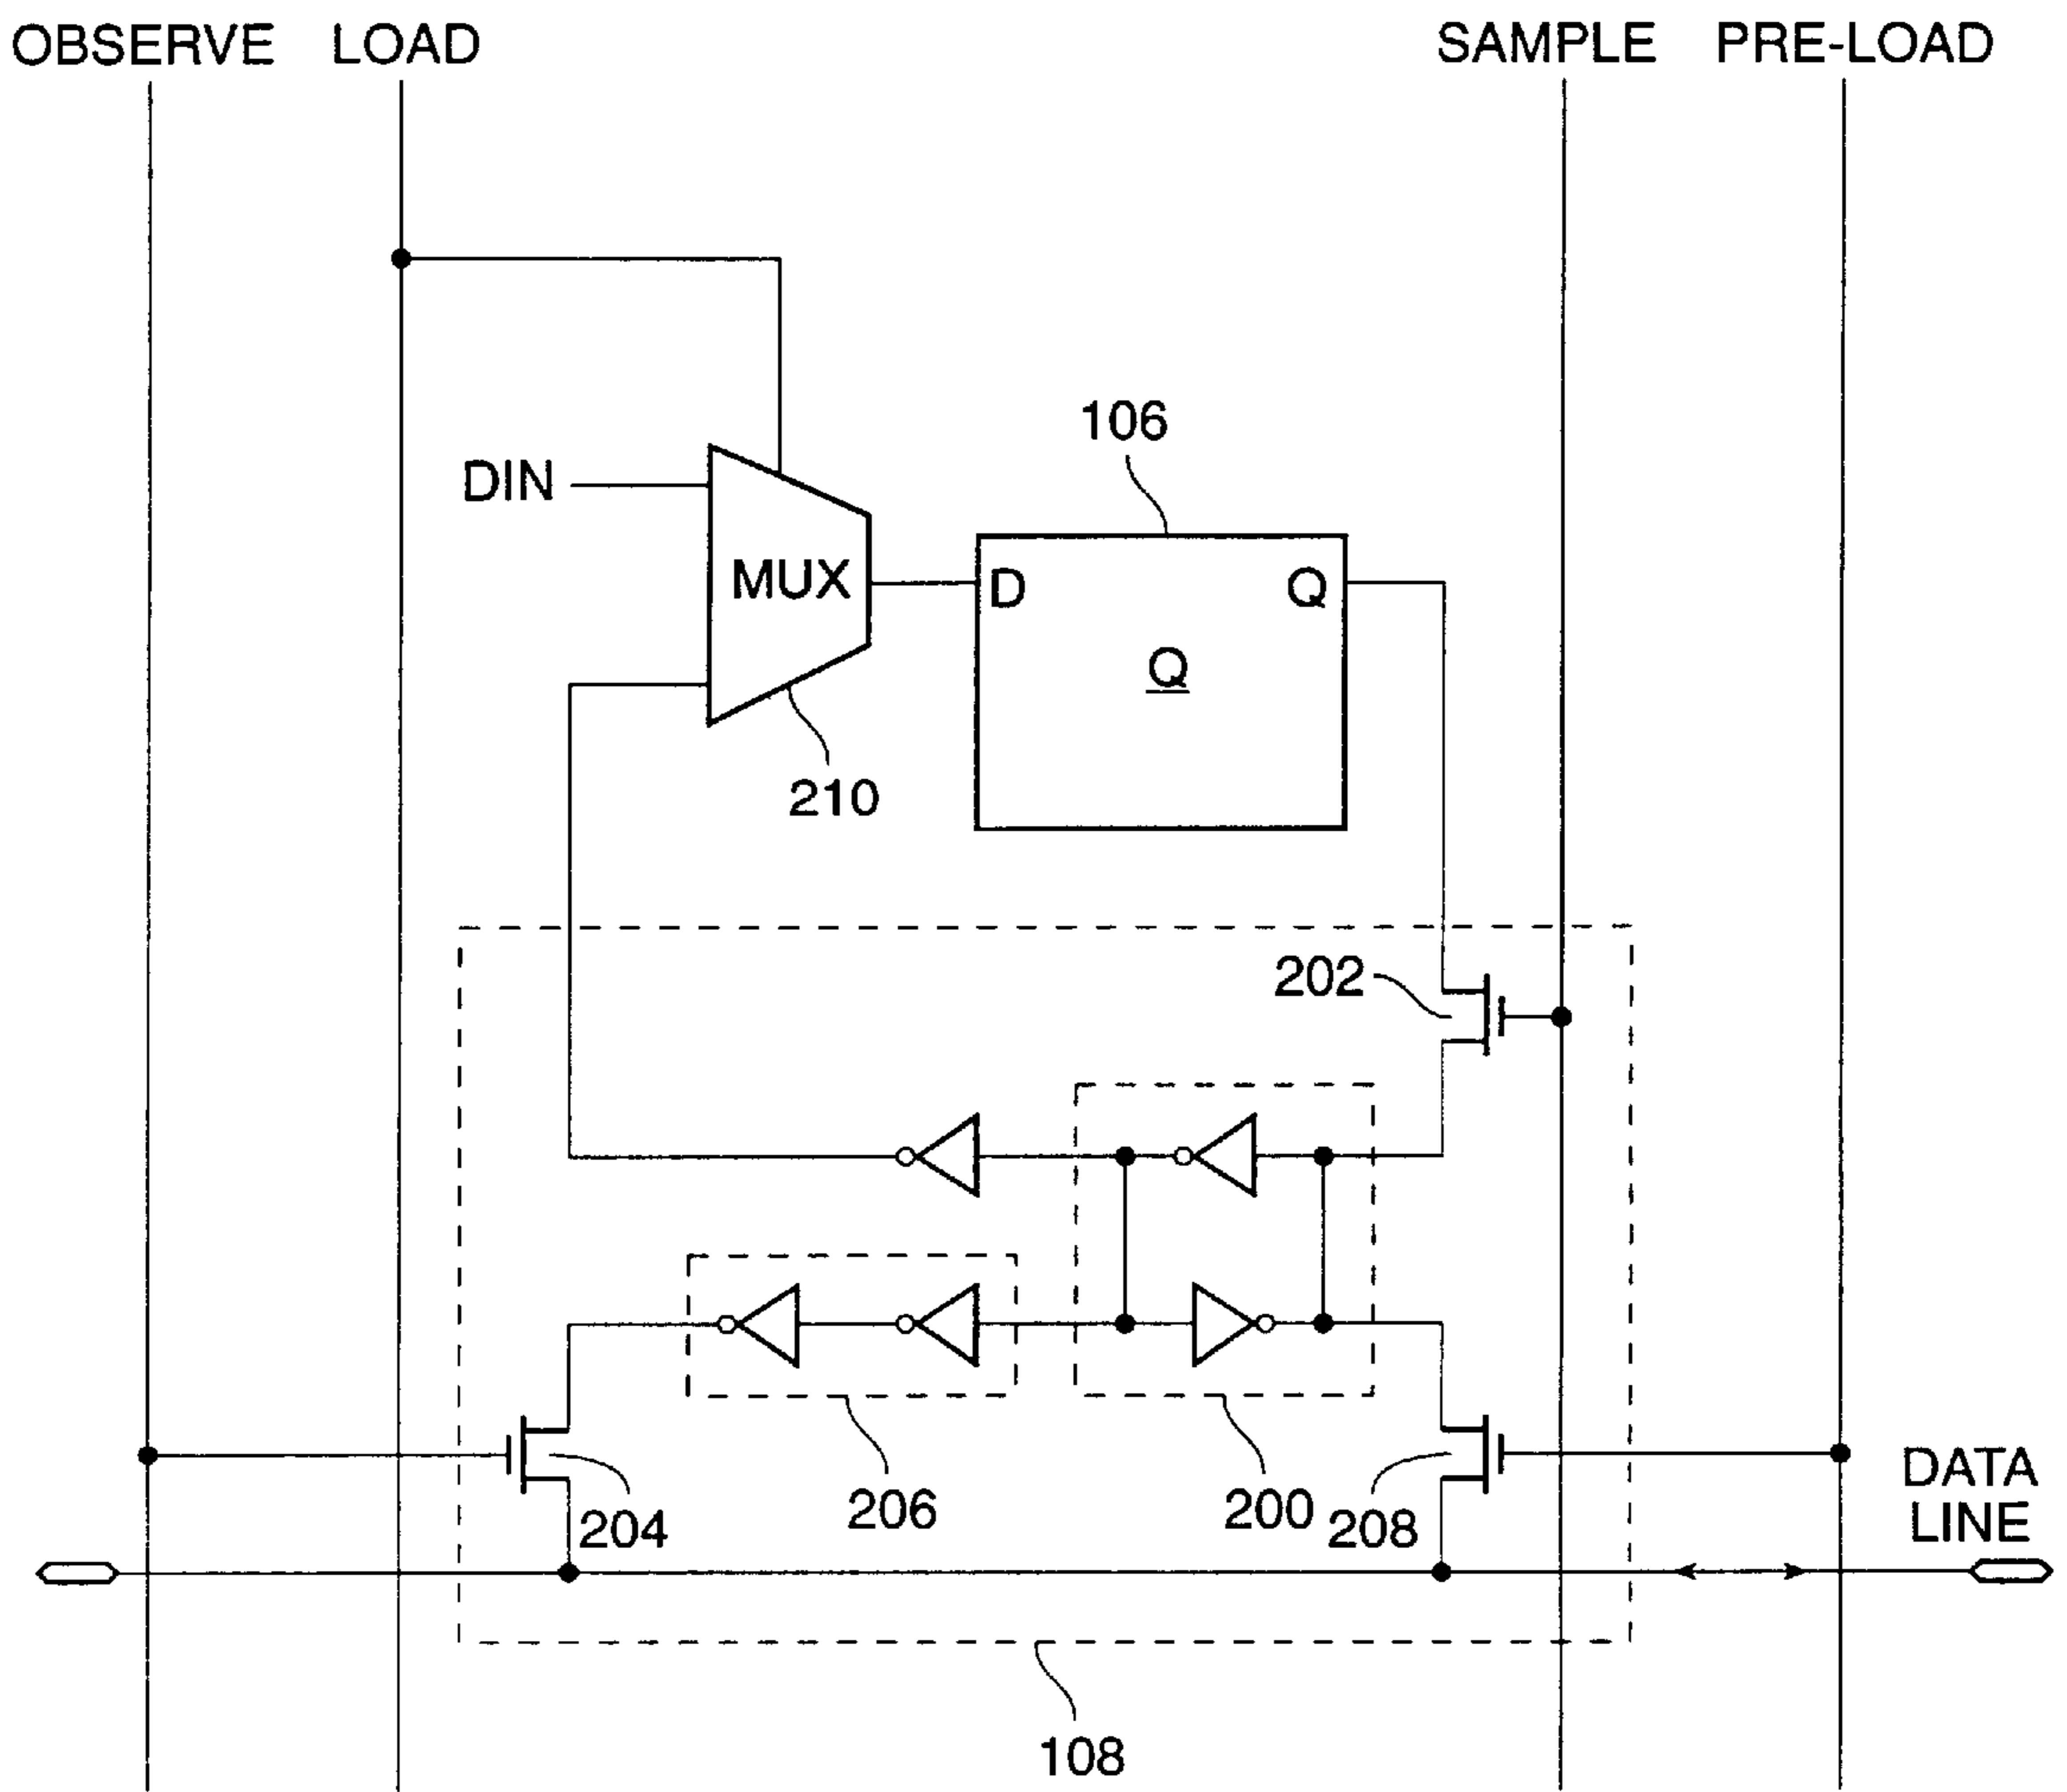 OBSERVE LOAD SAMPLE PRE-LOAD
106
DIN
MUX
D Q
Q
210
202
DATA
LINE
204 206 200 208
108